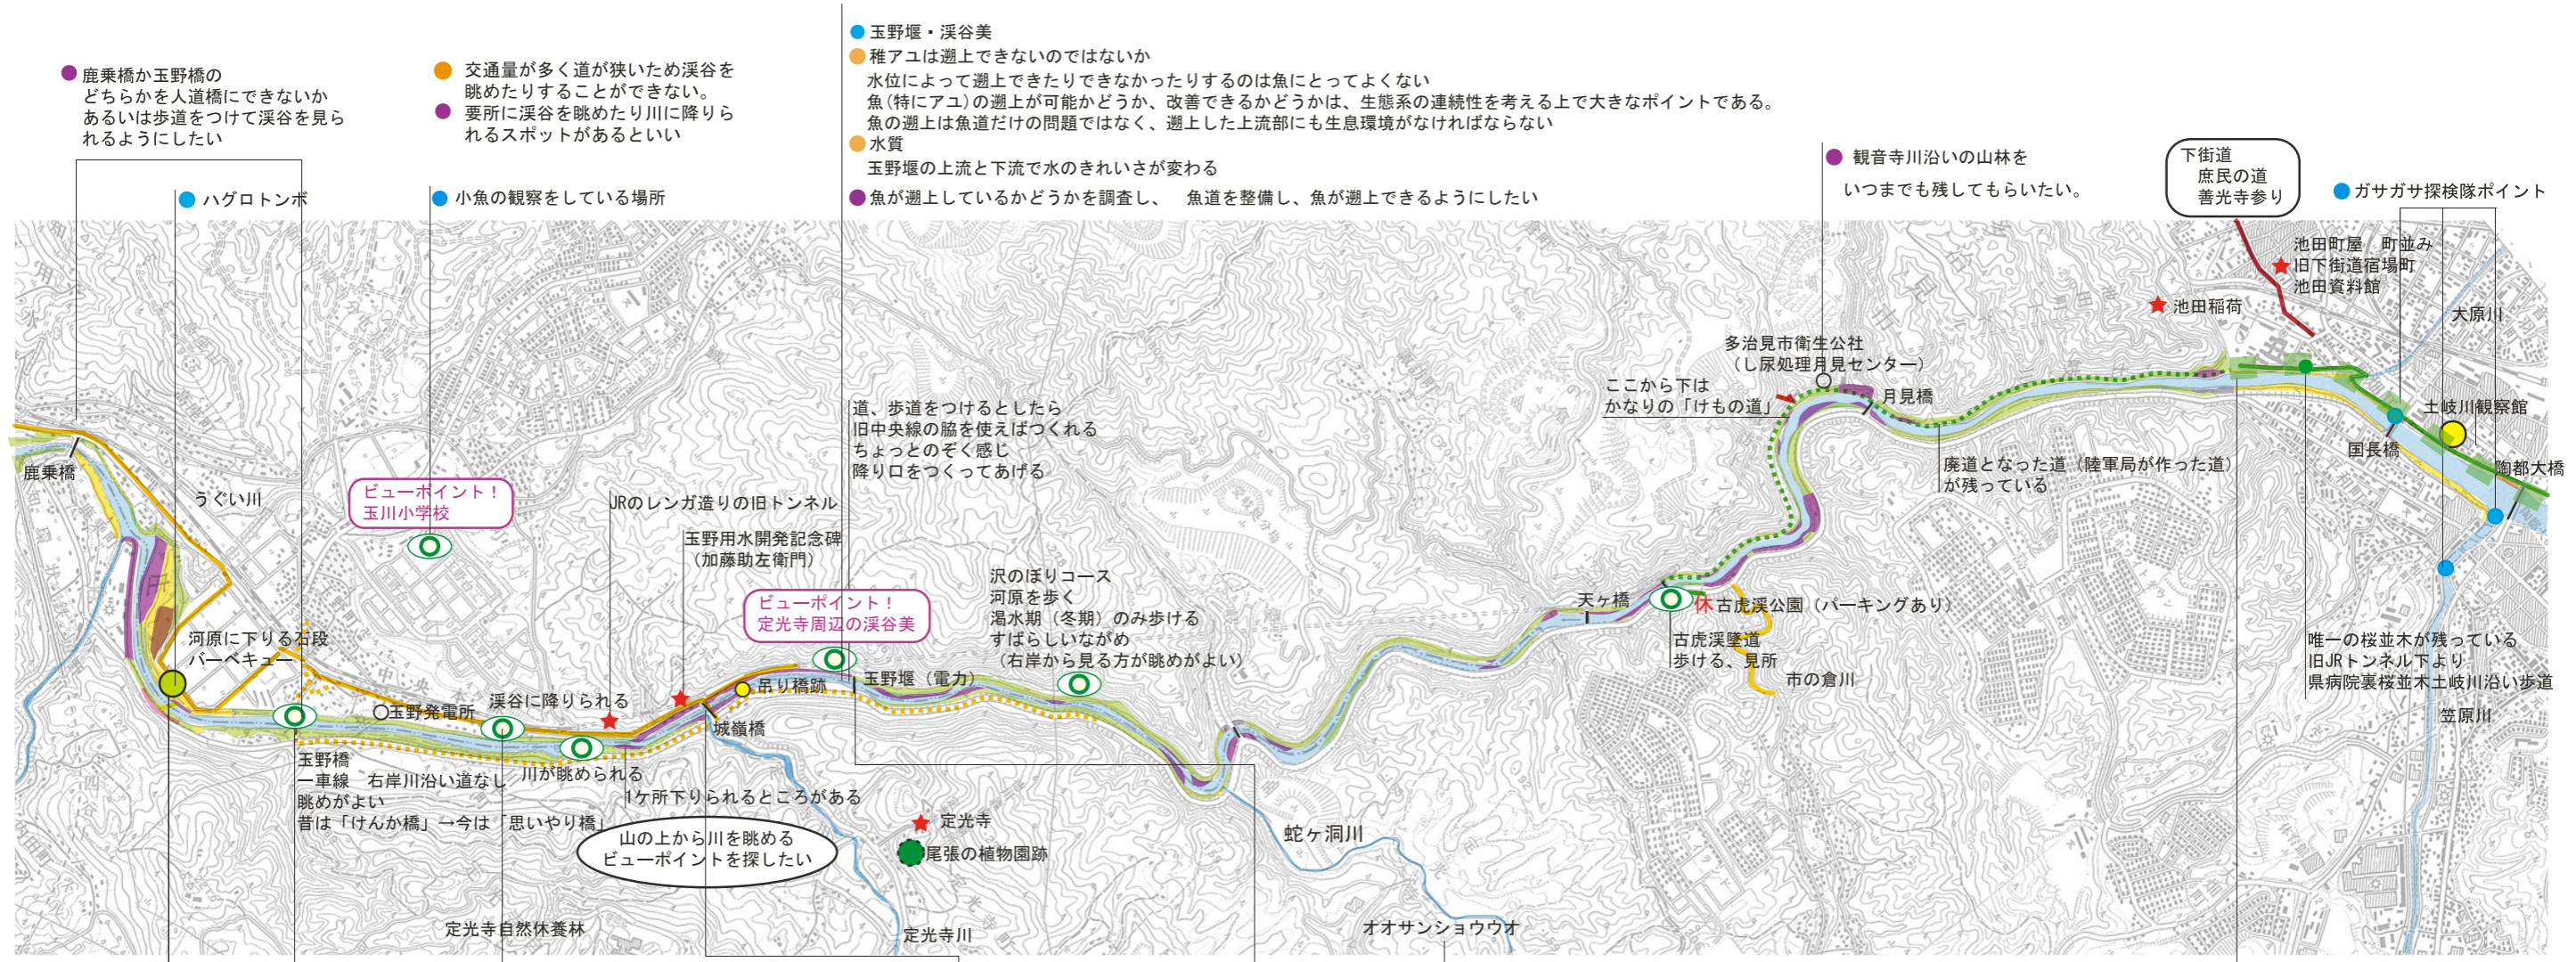 鹿乗橋か玉野橋の
どちらかを人道橋にできないか
あるいは歩道をつけて渓谷を見ら
れるようにしたい
交通量が多く道が狭いため渓谷を
眺めたりすることができない。
要所に渓谷を眺めたり川に降りら
れるスポットがあるといい
ハグロトンボ
小魚の観察をしている場所
玉野堰・渓谷美
稚アユは遡上できないのではないか
水位によって遡上できたりできなかったりするのは魚にとってよくない
魚(特にアユ)の遡上が可能かどうか、改善できるかどうかは、生態系の連続性を考える上で大きなポイントである。
魚の遡上は魚道だけの問題ではなく、遡上した上流部にも生息環境がなければならない
水質
玉野堰の上流と下流で水のきれいさが変わる
魚が遡上しているかどうかを調査し、 魚道を整備し、魚が遡上できるようにしたい
観音寺川沿いの山林を
いつまでも残してもらいたい。
下街道
庶民の道
善光寺参り
ガサガサ探検隊ポイント
池田町屋 町並み
旧下街道宿場町
池田資料館
池田稲荷
大原川
多治見市衛生公社
（し尿処理月見センター）
ここから下は
かなりの「けもの道」
月見橋
土岐川観察館
国長橋
陶都大橋
廃道となった道（陸軍局が作った道）
が残っている
道、歩道をつけるとしたら
旧中央線の脇を使えばつくれる
ちょっとのぞく感じ
降り口をつくってあげる
鹿乗橋
うぐい川
ビューポイント！
玉川小学校
JRのレンガ造りの旧トンネル
玉野用水開発記念碑
（加藤助左衛門）
ビューポイント！
定光寺周辺の渓谷美
沢のぼりコース
河原を歩く
渇水期（冬期）のみ歩ける
すばらしいながめ
（右岸から見る方が眺めがよい）
天ヶ橋
休 古虎渓公園（パーキングあり）
古虎渓墜道
歩ける、見所
市の倉川
唯一の桜並木が残っている
旧JRトンネル下より
県病院裏桜並木土岐川沿い歩道
笠原川
河原に下りる石段
バーベキュー
中央本
玉野発電所
渓谷に降りられる
吊り橋跡
玉野堰（電力）
城嶺橋
玉野橋
一車線 右岸川沿い道なし
眺めがよい
昔は「けんか橋」→今は「思いやり橋」
川が眺められる
1ケ所下りられるところがある
山の上から川を眺める
ビューポイントを探したい
定光寺
尾張の植物園跡
蛇ヶ洞川
定光寺自然休養林
定光寺川
オオサンショウウオ